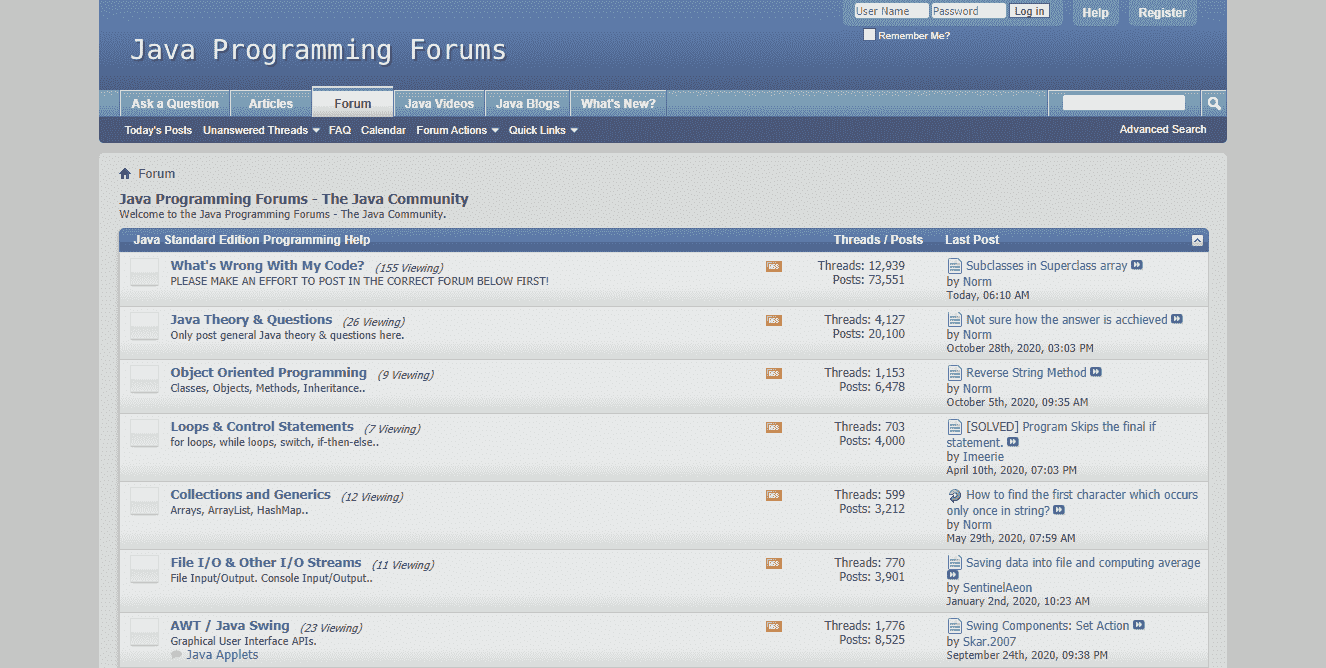 User Name Password Log in Help Register
Remember Me?
Java Programming Forums
Ask a Question Articles Forum Java Videos Java Blogs What's New?
Today's Posts Unanswered Threads FAQ Calendar Forum Actions Quick Links Advanced Search
Forum
Java Programming Forums - The Java Community
Welcome to the Java Programming Forums - The Java Community.
Java Standard Edition Programming Help Threads / Posts Last Post
What's Wrong With My Code? (155 Viewing) RSS Threads: 12,939 Subclasses in Superclass array
PLEASE MAKE AN EFFORT TO POST IN THE CORRECT FORUM BELOW FIRST! Posts: 73,551 by Norm
Today, 06:10 AM
Java Theory & Questions (26 Viewing) RSS Threads: 4,127 Not sure how the answer is acchieved
Only post general Java theory & questions here. Posts: 20,100 by Norm
October 28th, 2020, 03:03 PM
Object Oriented Programming (9 Viewing) RSS Threads: 1,153 Reverse String Method
Classes, Objects, Methods, Inheritance.. Posts: 6,478 by Norm
October 5th, 2020, 09:35 AM
Loops & Control Statements (7 Viewing) RSS Threads: 703 [SOLVED] Program Skips the final if
for loops, while loops, switch, if-then-else.. Posts: 4,000 statement.
by Imeerie
April 10th, 2020, 07:03 PM
Collections and Generics (12 Viewing) RSS Threads: 599 How to find the first character which occurs
Arrays, ArrayList, HashMap.. Posts: 3,212 only once in string?
by Norm
May 29th, 2020, 07:59 AM
File I/O & Other I/O Streams (11 Viewing) RSS Threads: 770 Saving data into file and computing average
File Input/Output. Console Input/Output.. Posts: 3,901
by SentinelAeon
January 2nd, 2020, 10:23 AM
AWT / Java Swing (23 Viewing) RSS Threads: 1,776 Swing Components: Set Action
Graphical User Interface APIs. Posts: 8,525 by Skar.2007
Java Applets September 24th, 2020, 09:38 PM